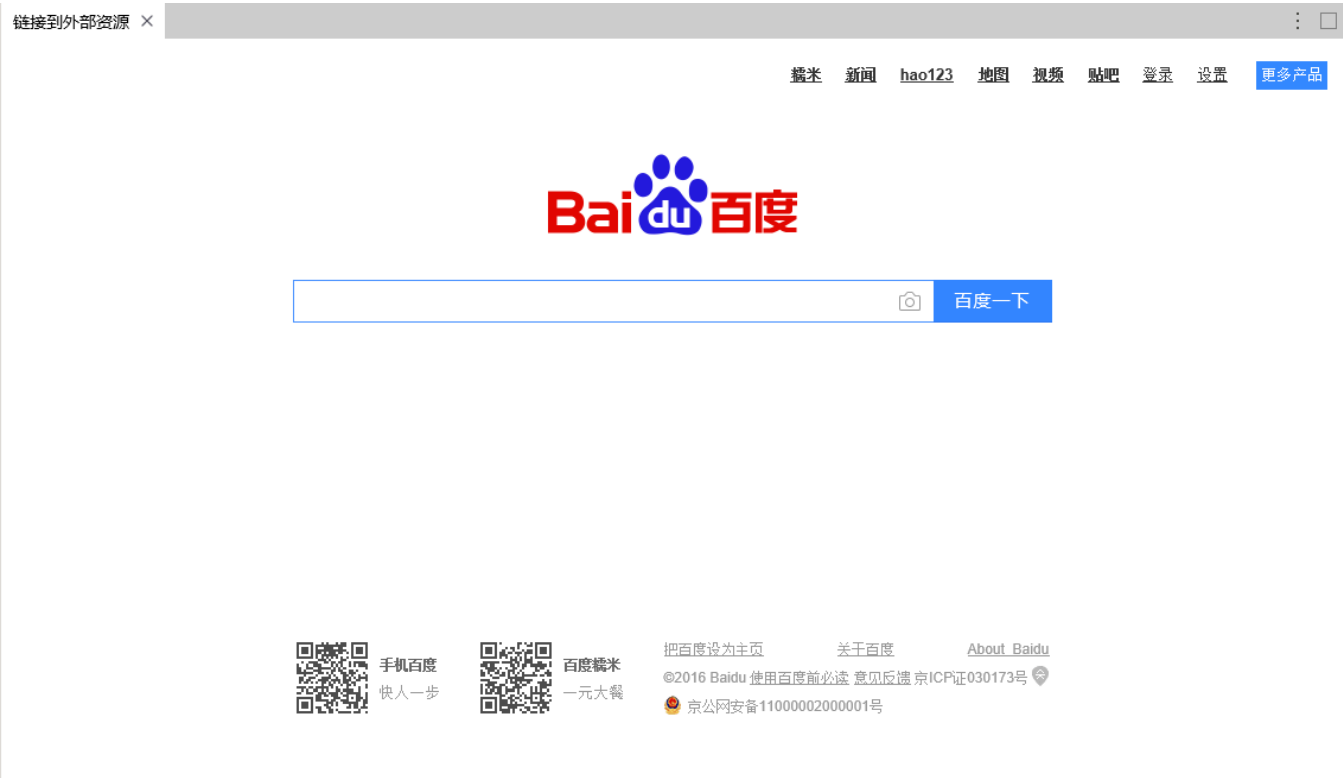 链接到外部资源
糯米 新闻 hao123 地图 视频 贴吧 登录 设置 更多产品
Bai du 百度
百度一下
手机百度
快人一步
百度糯米
一元大餐
把百度设为主页 关于百度 About Baidu
©2016 Baidu 使用百度前必读 意见反馈 京ICP证030173号
京公网安备11000002000001号